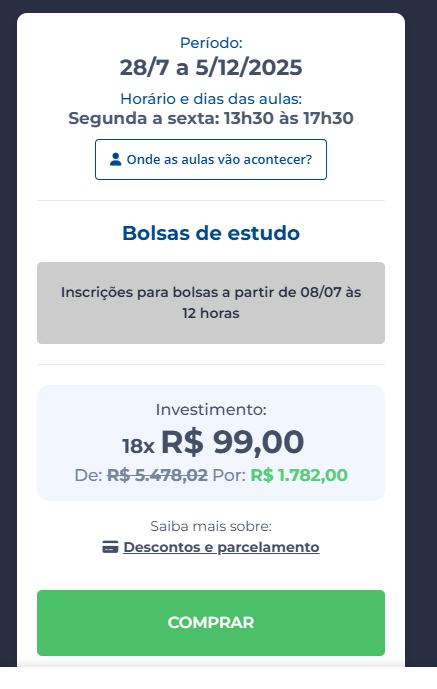 Período:
28/7 a 5/12/2025
Horário e dias das aulas:
Segunda a sexta: 13h30 às 17h30
Onde as aulas vão acontecer?
Bolsas de estudo
Inscrições para bolsas a partir de 08/07 às
12 horas
Investimento:
18x R$ 99,00
De: R$ 5.478,02 Por: R$ 1.782,00
Saiba mais sobre:
Descontos e parcelamento
COMPRAR